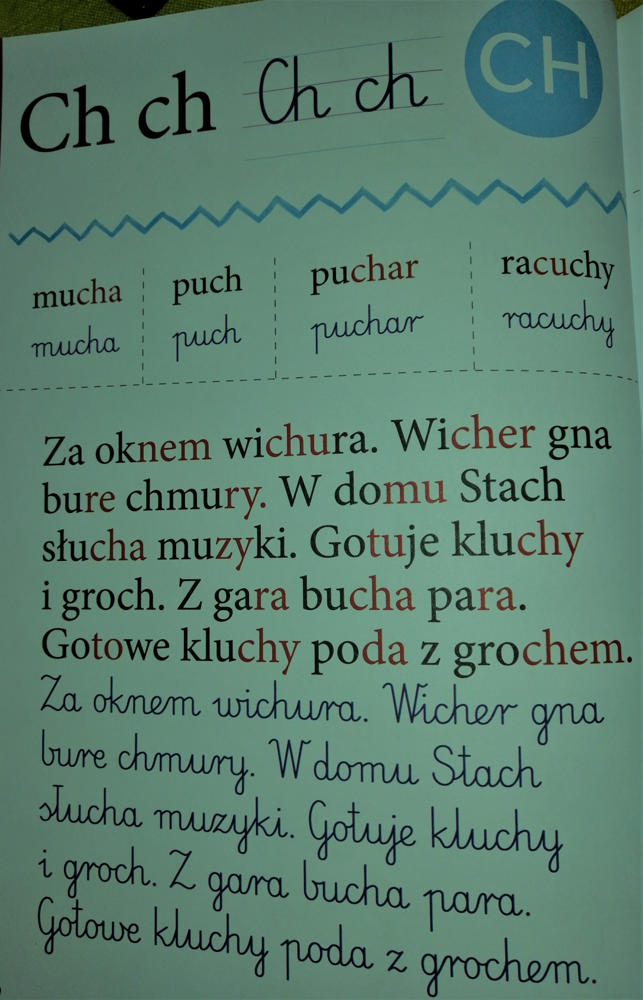 Ch ch Ch ch CH
mucha puch puchar racuchy
mucha puch puchar racuchy
Za oknem wichura. Wicher gna
bure chmury. W domu Stach
słucha muzyki. Gotuje kluchy
i groch. Z gara bucha para.
Gotowe kluchy poda z grochem.
Za oknem wichura. Wicher gna
bure chmury. W domu Stach
słucha muzyki. Gotuje kluchy
i groch. Z gara bucha para.
Gotowe kluchy poda z grochem.